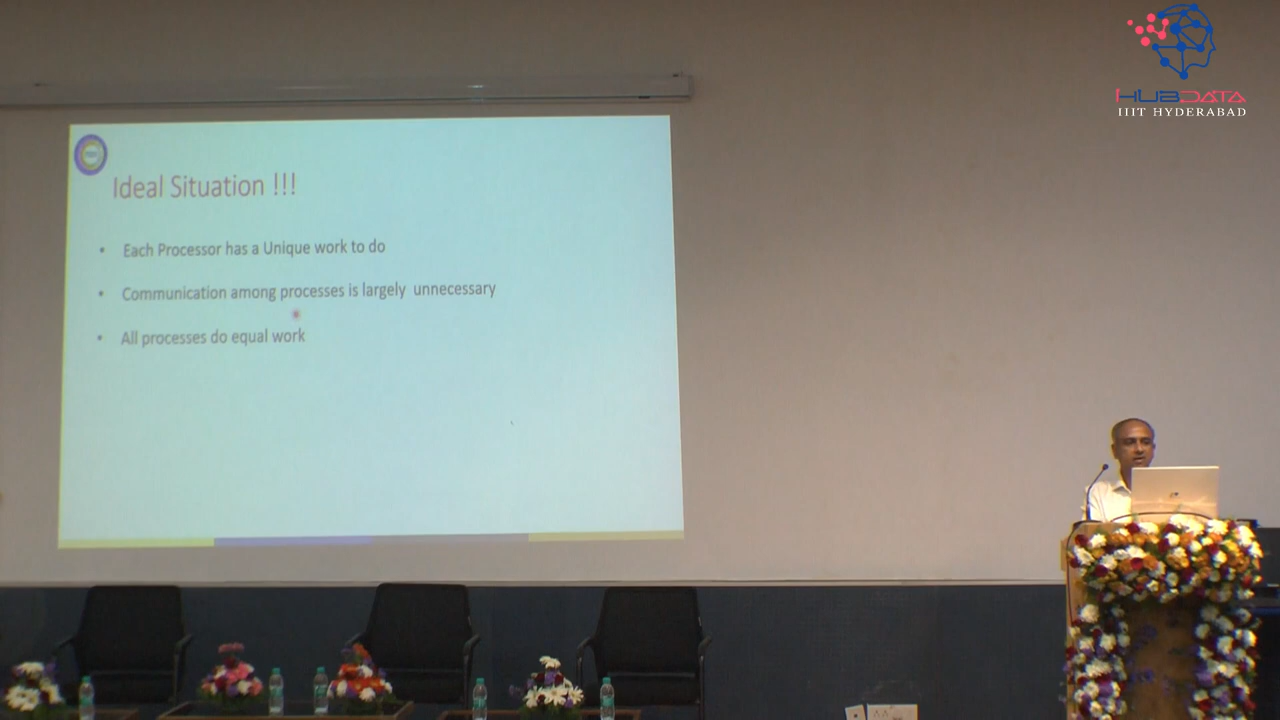 Ideal Situation !!!
• Each Processor has a Unique work to do
• Communication among processes is largely unnecessary
• All processes do equal work
iHUBDATA
IIIT HYDERABAD